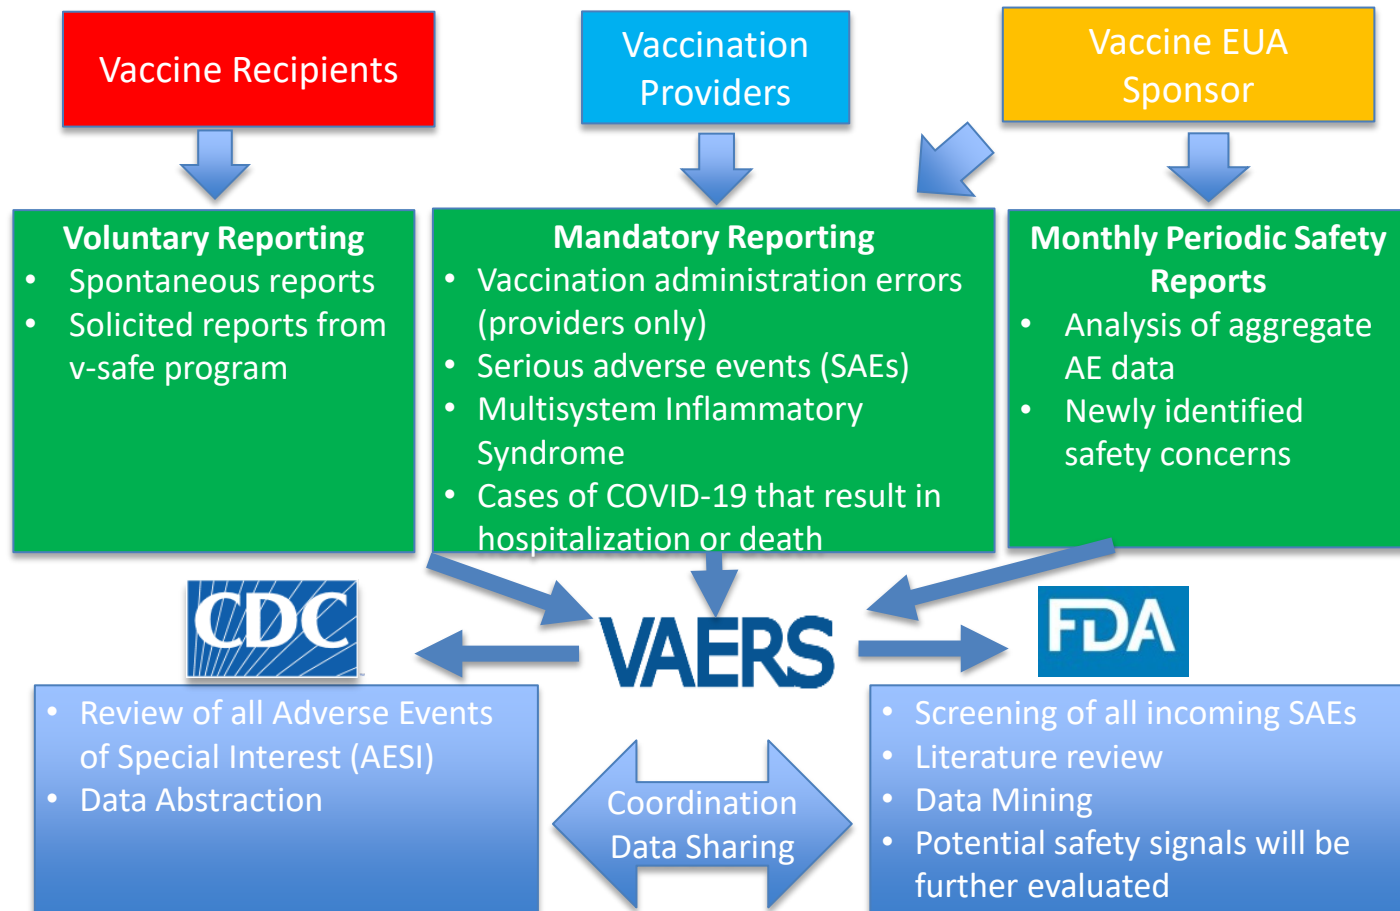 Vaccine Recipients
Vaccination
Providers
Vaccine EUA
Sponsor
Voluntary Reporting
• Spontaneous reports
• Solicited reports from
v-safe program
Mandatory Reporting
• Vaccination administration errors
(providers only)
• Serious adverse events (SAEs)
• Multisystem Inflammatory
Syndrome
• Cases of COVID-19 that result in
hospitalization or death
Monthly Periodic Safety
Reports
• Analysis of aggregate
AE data
• Newly identified
safety concerns
CDC
VAERS
FDA
• Review of all Adverse Events
of Special Interest (AESI)
• Data Abstraction
Coordination
Data Sharing
• Screening of all incoming SAEs
• Literature review
• Data Mining
• Potential safety signals will be
further evaluated